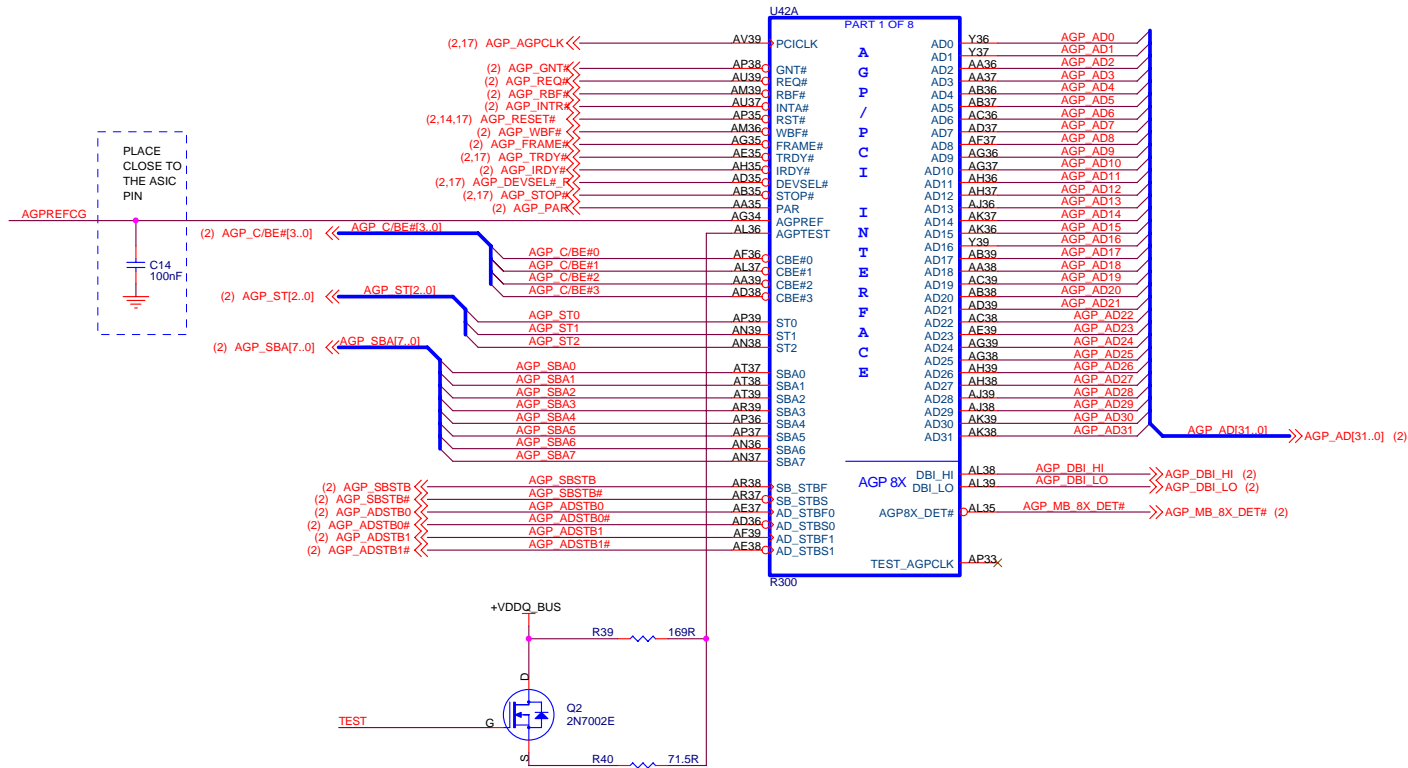 U42A
PART 1 OF 8
(2,17) AGP_AGPCLK AV39 PCICLK
(2) AGP_GNT# AP38 GNT#
(2) AGP_REQ# AU39 REQ#
(2) AGP_RBF# AM39 RBF#
(2) AGP_INTR# AU37 INTA#
(2,14,17) AGP_RESET# AP35 RST#
(2) AGP_WBF# AM36 WBF#
(2) AGP_FRAME# AG35 FRAME#
(2,17) AGP_TRDY# AE35 TRDY#
(2) AGP_IRDY# AH35 IRDY#
(2,17) AGP_DEVSEL#_R AD35 DEVSEL#
(2,17) AGP_STOP# AB35 STOP#
(2) AGP_PAR AA35 PAR
AGPREFCG AG34 AGPREF
AL36 AGPTEST
PLACE
CLOSE TO
THE ASIC
PIN
C14
100nF
(2) AGP_C/BE#[3..0] AGP_C/BE#[3..0]
AGP_C/BE#0 AF36 CBE#0
AGP_C/BE#1 AL37 CBE#1
AGP_C/BE#2 AA39 CBE#2
AGP_C/BE#3 AD38 CBE#3
(2) AGP_ST[2..0] AGP_ST[2..0]
AGP_ST0 AP39 ST0
AGP_ST1 AN39 ST1
AGP_ST2 AN38 ST2
(2) AGP_SBA[7..0] AGP_SBA[7..0]
AGP_SBA0 AT37 SBA0
AGP_SBA1 AT38 SBA1
AGP_SBA2 AT39 SBA2
AGP_SBA3 AR39 SBA3
AGP_SBA4 AP36 SBA4
AGP_SBA5 AP37 SBA5
AGP_SBA6 AN36 SBA6
AGP_SBA7 AN37 SBA7
(2) AGP_SBSTB AGP_SBSTB AR38 SB_STBF
(2) AGP_SBSTB# AGP_SBSTB# AR37 SB_STBS
(2) AGP_ADSTB0 AGP_ADSTB0 AE37 AD_STBF0
(2) AGP_ADSTB0# AGP_ADSTB0# AD36 AD_STBS0
(2) AGP_ADSTB1 AGP_ADSTB1 AF39 AD_STBF1
(2) AGP_ADSTB1# AGP_ADSTB1# AE38 AD_STBS1
AGP/PCI INTERFACE
AD0 Y36 AGP_AD0
AD1 Y37 AGP_AD1
AD2 AA36 AGP_AD2
AD3 AA37 AGP_AD3
AD4 AB36 AGP_AD4
AD5 AB37 AGP_AD5
AD6 AC36 AGP_AD6
AD7 AD37 AGP_AD7
AD8 AF37 AGP_AD8
AD9 AG36 AGP_AD9
AD10 AG37 AGP_AD10
AD11 AH36 AGP_AD11
AD12 AH37 AGP_AD12
AD13 AJ36 AGP_AD13
AD14 AK37 AGP_AD14
AD15 AK36 AGP_AD15
AD16 Y39 AGP_AD16
AD17 AB39 AGP_AD17
AD18 AA38 AGP_AD18
AD19 AC39 AGP_AD19
AD20 AB38 AGP_AD20
AD21 AD39 AGP_AD21
AD22 AC38 AGP_AD22
AD23 AE39 AGP_AD23
AD24 AG39 AGP_AD24
AD25 AG38 AGP_AD25
AD26 AH39 AGP_AD26
AD27 AH38 AGP_AD27
AD28 AJ39 AGP_AD28
AD29 AJ38 AGP_AD29
AD30 AK39 AGP_AD30
AD31 AK38 AGP_AD31
AGP_AD[31..0] AGP_AD[31..0] (2)
AGP 8X
DBI_HI AL38 AGP_DBI_HI AGP_DBI_HI (2)
DBI_LO AL39 AGP_DBI_LO AGP_DBI_LO (2)
AGP8X_DET# AL35 AGP_MB_8X_DET# AGP_MB_8X_DET# (2)
TEST_AGPCLK AP33
R300
+VDDQ_BUS
R39 169R
D
Q2
2N7002E
TEST G
S
R40 71.5R